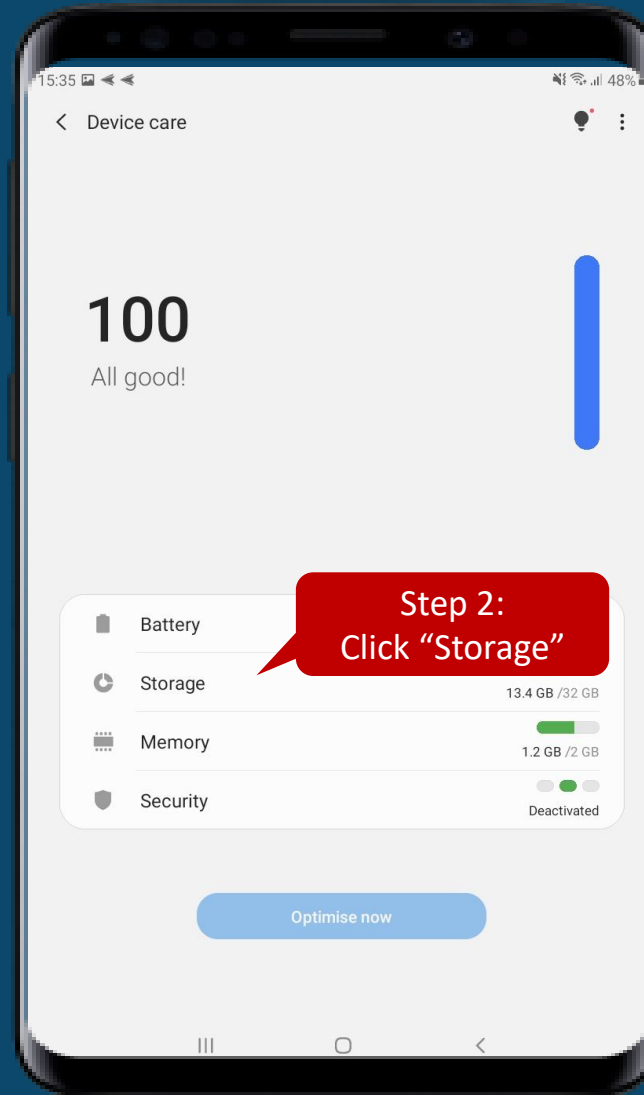 15:35 48%
Device care
100
All good!
Step 2:
Click “Storage”
Battery
Storage
13.4 GB /32 GB
Memory
1.2 GB /2 GB
Security
Deactivated
Optimise now